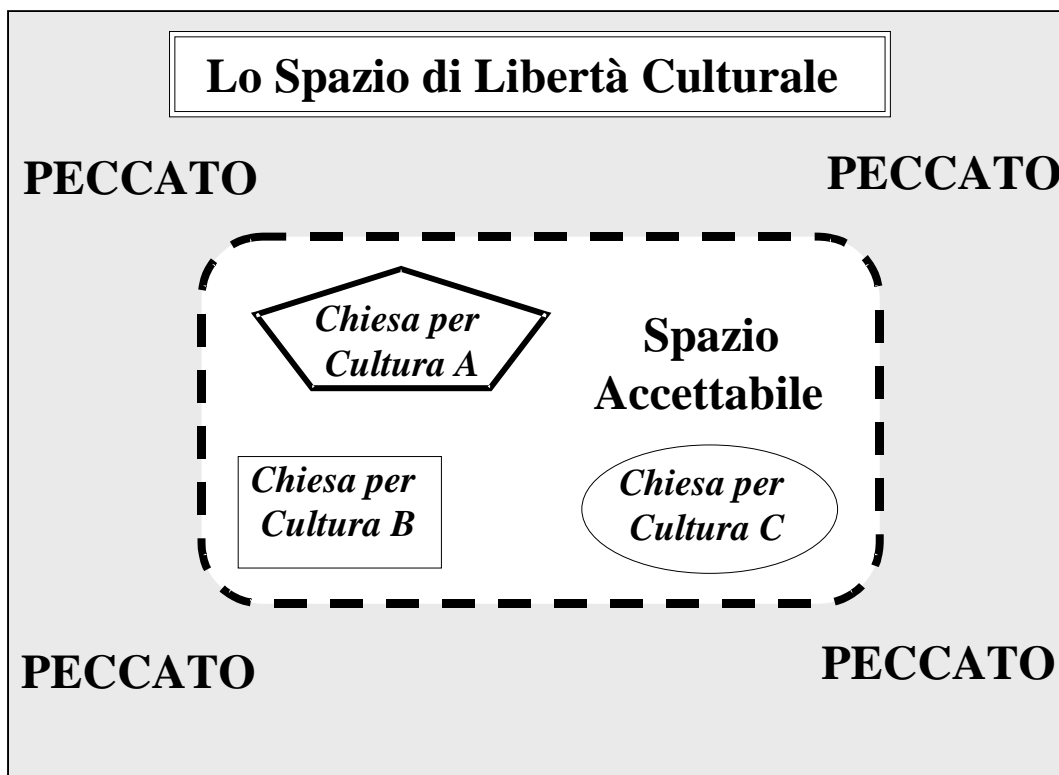 Lo Spazio di Libertà Culturale
PECCATO
PECCATO
Chiesa per
Cultura A
Spazio
Accettabile
Chiesa per
Cultura B
Chiesa per
Cultura C
PECCATO
PECCATO